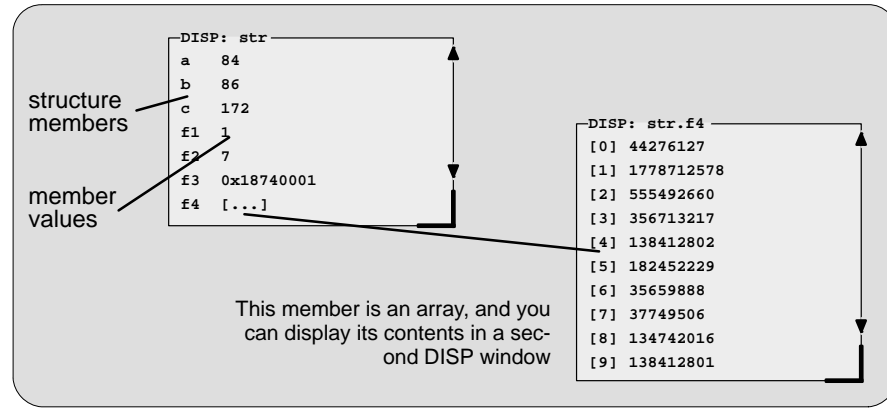 DISP: str
a 84
b 86
c 172
f1 1
f2 7
f3 0x18740001
f4 [...]
structure
members
member
values
DISP: str.f4
[0] 44276127
[1] 1778712578
[2] 555492660
[3] 356713217
[4] 138412802
[5] 182452229
[6] 35659888
[7] 37749506
[8] 134742016
[9] 138412801
This member is an array, and you
can display its contents in a sec-
ond DISP window